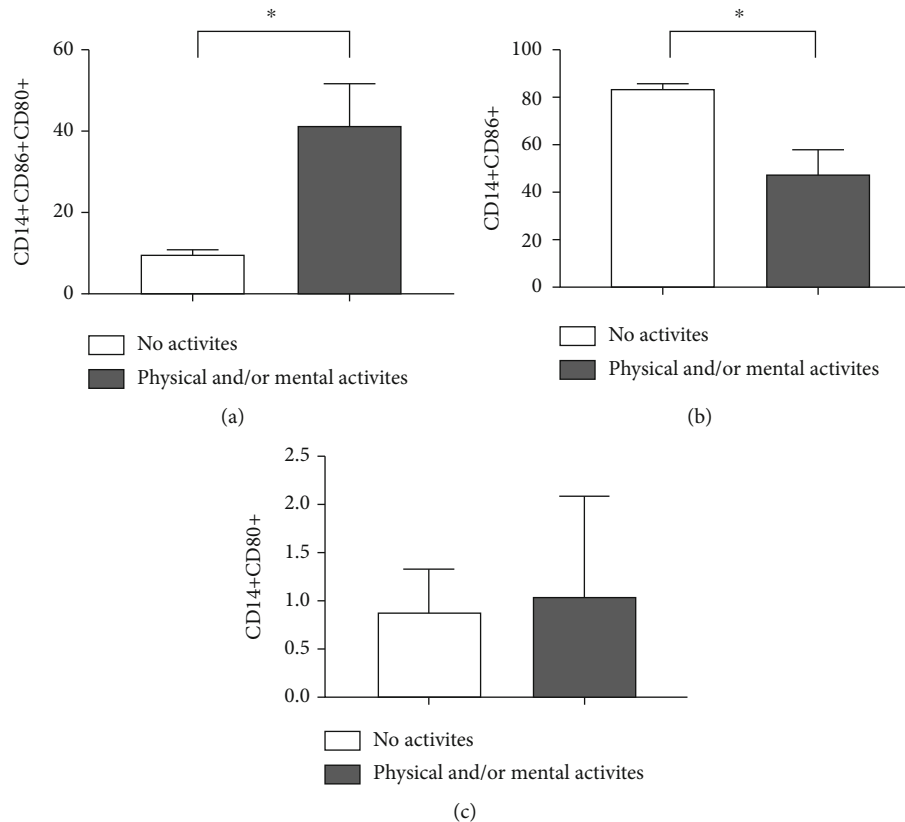 *
60
40
20
0
CD14+CD86+CD80+
No activites
Physical and/or mental activites
(a)
*
100
80
60
40
20
0
CD14+CD86+
No activites
Physical and/or mental activites
(b)
2.5
2.0
1.5
1.0
0.5
0.0
CD14+CD80+
No activites
Physical and/or mental activites
(c)